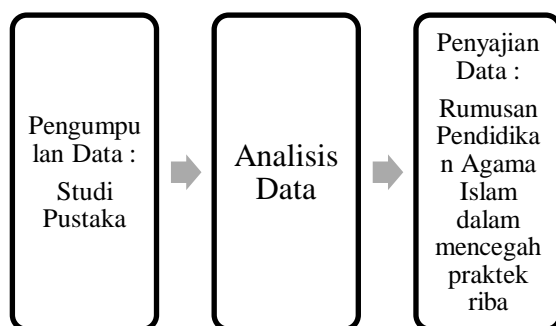 Pengumpu
lan Data :
Studi
Pustaka
Analisis
Data
Penyajian
Data :
Rumusan
Pendidika
n Agama
Islam
dalam
mencegah
praktek
riba